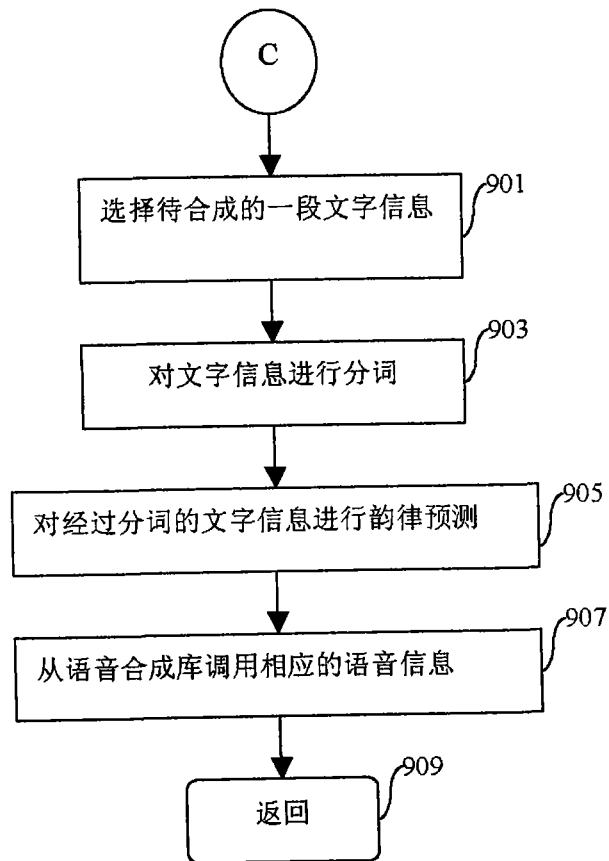 C
选择待合成的一段文字信息
901
对文字信息进行分词
903
对经过分词的文字信息进行韵律预测
905
从语音合成库调用相应的语音信息
907
返回
909